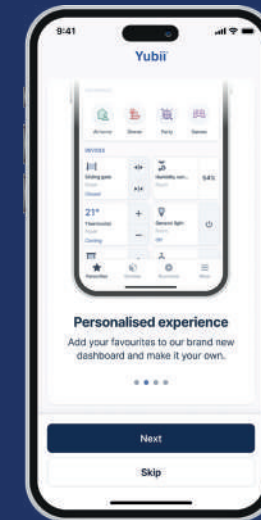 9:41
Yubii
At home
Dinner
Party
Games
DEVICES
Sliding gate
Closed
Humidity sen...
54%
21°
Thermostat
Cooling
General light
Off
Favourites
Devices
More
Personalised experience
Add your favourites to our brand new
dashboard and make it your own.
Next
Skip